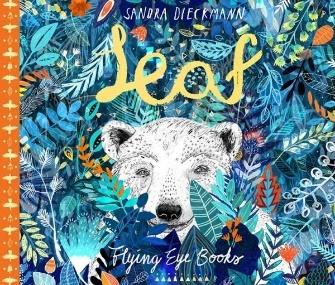 SANDRA DIECKMANN
Leaf
Flying Eye Books